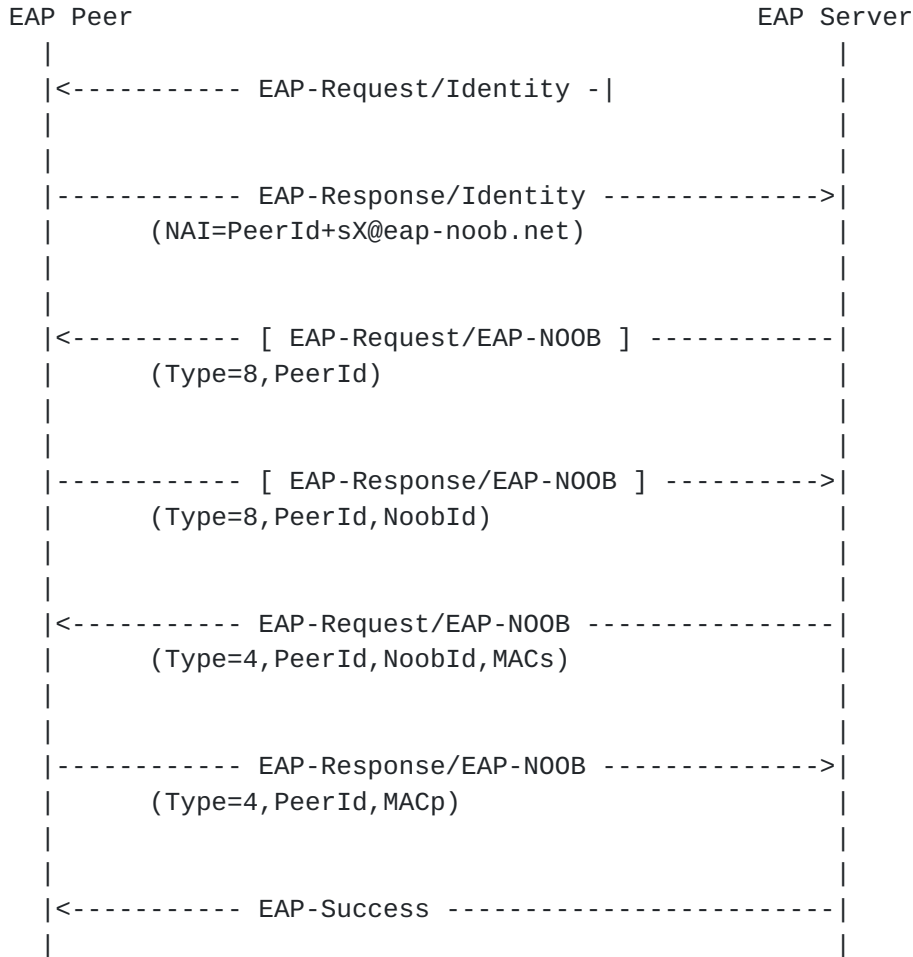 EAP Peer                                        EAP Server
  |                                                  |
  |<----------- EAP-Request/Identity -|              |
  |                                                  |
  |                                                  |
  |------------ EAP-Response/Identity -------------->|
  |      (NAI=PeerId+sX@eap-noob.net)                |
  |                                                  |
  |                                                  |
  |<----------- [ EAP-Request/EAP-NOOB ] ------------|
  |      (Type=8,PeerId)                             |
  |                                                  |
  |                                                  |
  |------------ [ EAP-Response/EAP-NOOB ] ---------->|
  |      (Type=8,PeerId,NoobId)                      |
  |                                                  |
  |                                                  |
  |<----------- EAP-Request/EAP-NOOB ----------------|
  |      (Type=4,PeerId,NoobId,MACs)                 |
  |                                                  |
  |                                                  |
  |------------ EAP-Response/EAP-NOOB -------------->|
  |      (Type=4,PeerId,MACp)                        |
  |                                                  |
  |                                                  |
  |<----------- EAP-Success -------------------------|
  |                                                  |